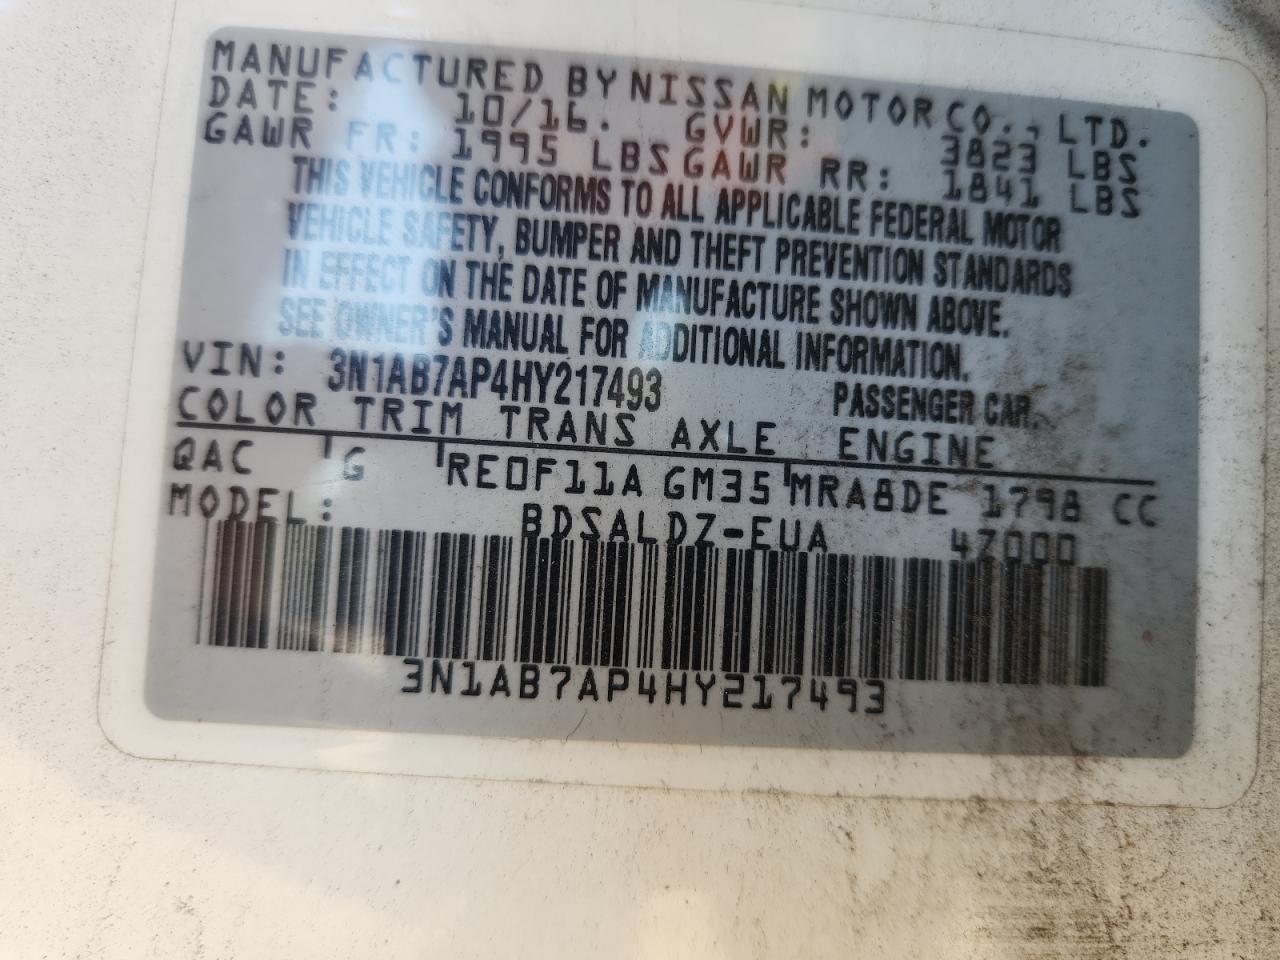 MANUFACTURED BY NISSAN MOTOR CO., LTD.
DATE: 10/16. GVWR: 3823 LBS
GAWR FR: 1995 LBS GAWR RR: 1841 LBS
THIS VEHICLE CONFORMS TO ALL APPLICABLE FEDERAL MOTOR
VEHICLE SAFETY, BUMPER AND THEFT PREVENTION STANDARDS
IN EFFECT ON THE DATE OF MANUFACTURE SHOWN ABOVE.
SEE OWNER'S MANUAL FOR ADDITIONAL INFORMATION.
VIN: 3N1AB7AP4HY217493 PASSENGER CAR.
COLOR TRIM TRANS AXLE ENGINE
QAC G RE0F11A GM35 MRA8DE 1798 CC
MODEL: BDSALDZ-EUA 4Z000
3N1AB7AP4HY217493